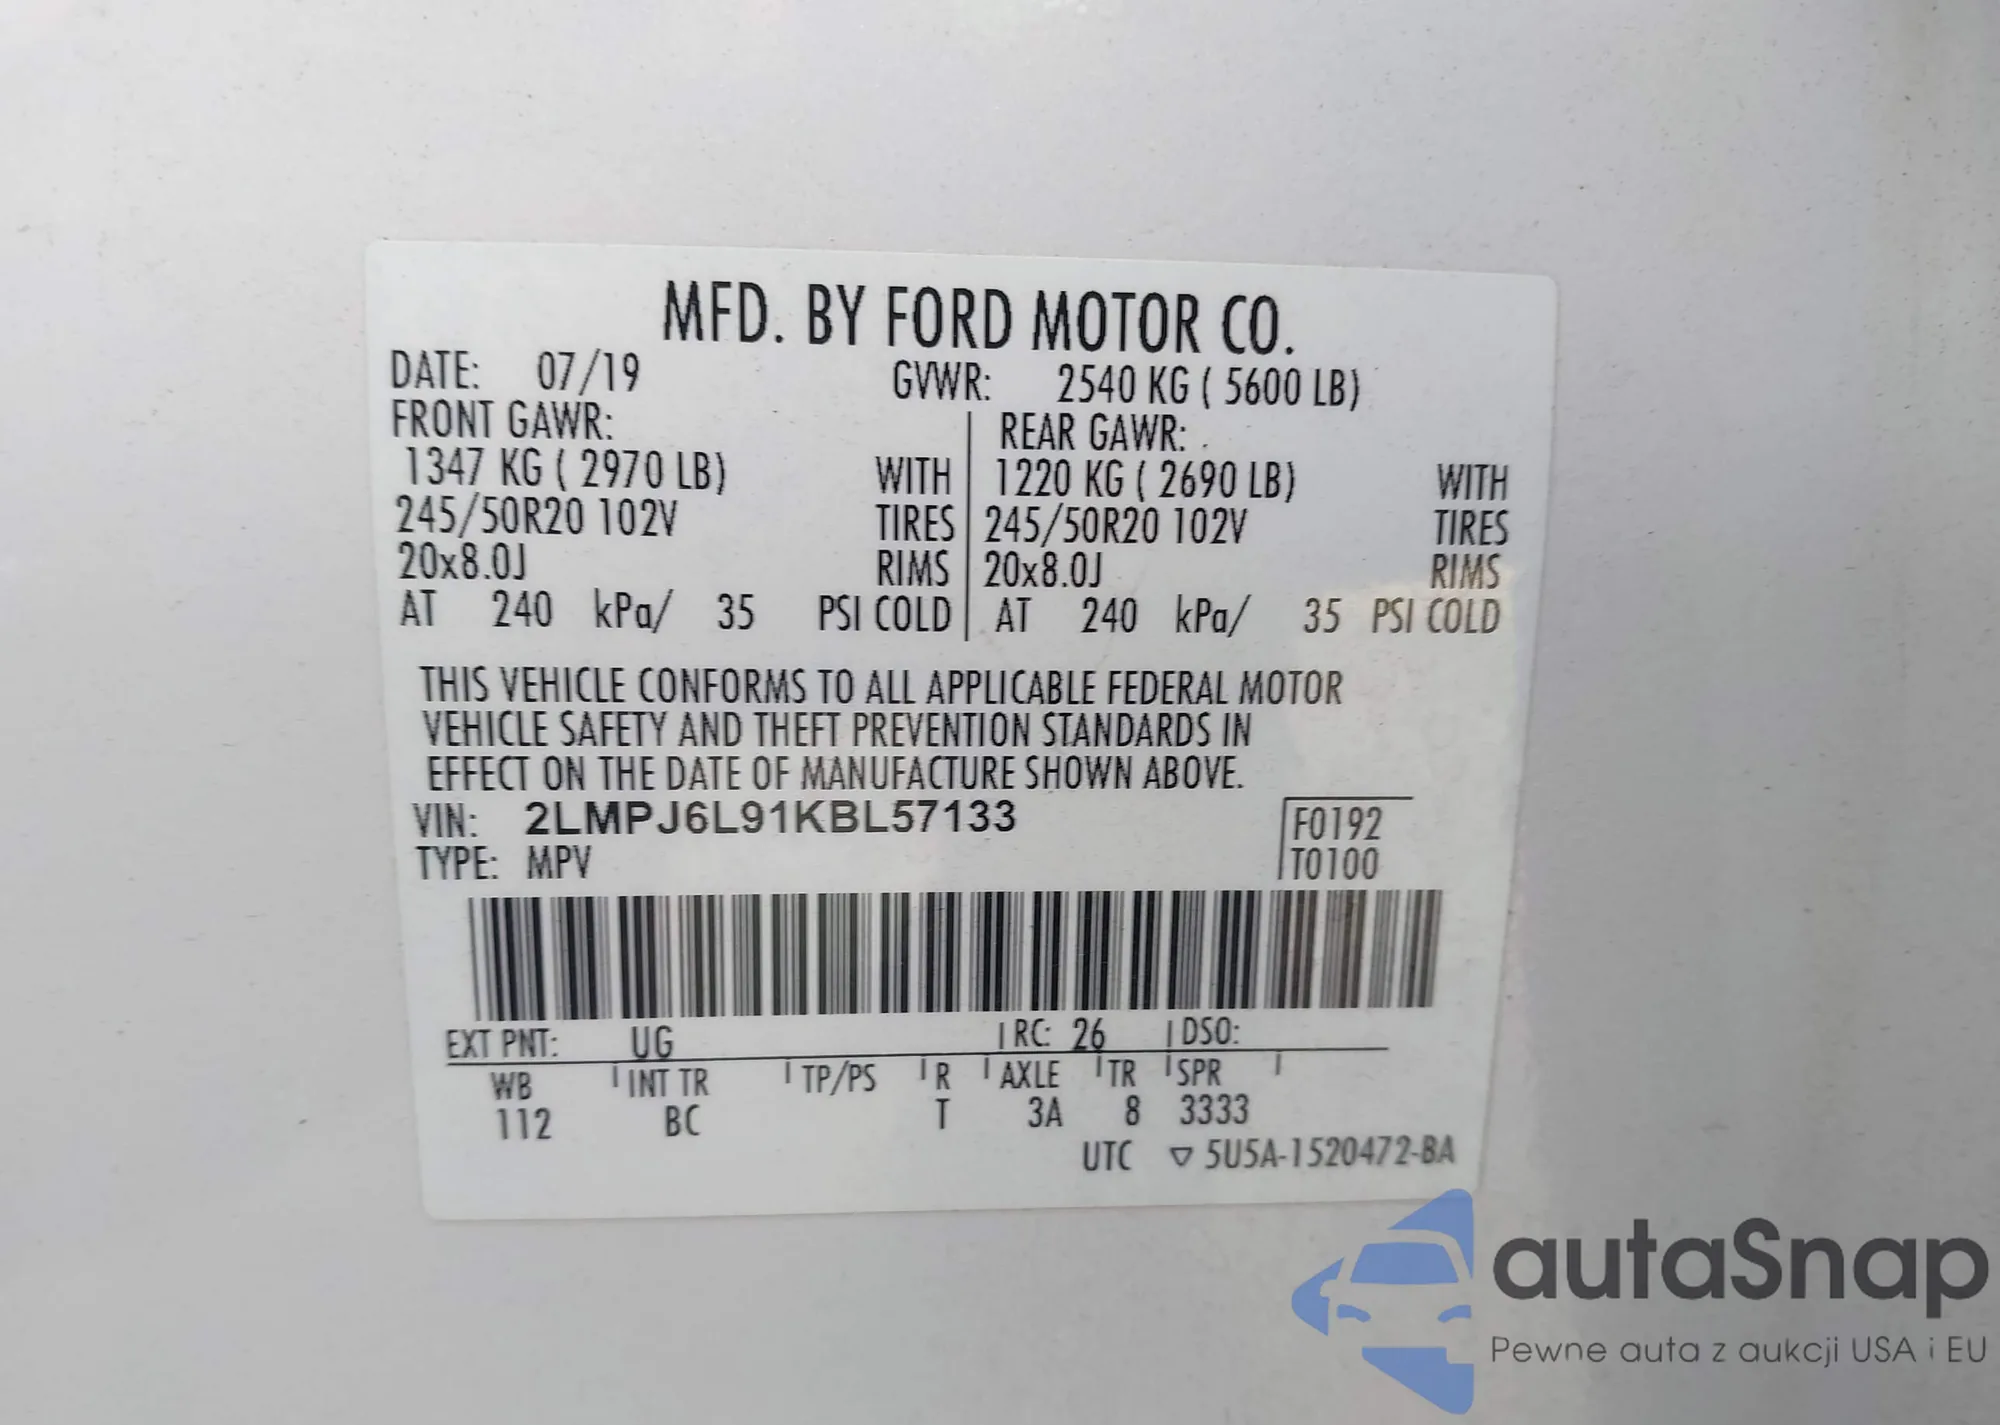 MFD. BY FORD MOTOR CO.
DATE: 07/19 GVWR: 2540 KG ( 5600 LB)
FRONT GAWR: REAR GAWR:
1347 KG ( 2970 LB) WITH 1220 KG ( 2690 LB) WITH
245/50R20 102V TIRES 245/50R20 102V TIRES
20x8.0J RIMS 20x8.0J RIMS
AT 240 kPa/ 35 PSI COLD AT 240 kPa/ 35 PSI COLD
THIS VEHICLE CONFORMS TO ALL APPLICABLE FEDERAL MOTOR
VEHICLE SAFETY AND THEFT PREVENTION STANDARDS IN
EFFECT ON THE DATE OF MANUFACTURE SHOWN ABOVE.
VIN: 2LMPJ6L91KBL57133 F0192
TYPE: MPV T0100
EXT PNT: UG RC: 26 DSO:
WB INT TR TP/PS R AXLE TR SPR
112 BC T 3A 8 3333
UTC ▽ 5U5A-1520472-BA
autaSnap
Pewne auta z aukcji USA i EU